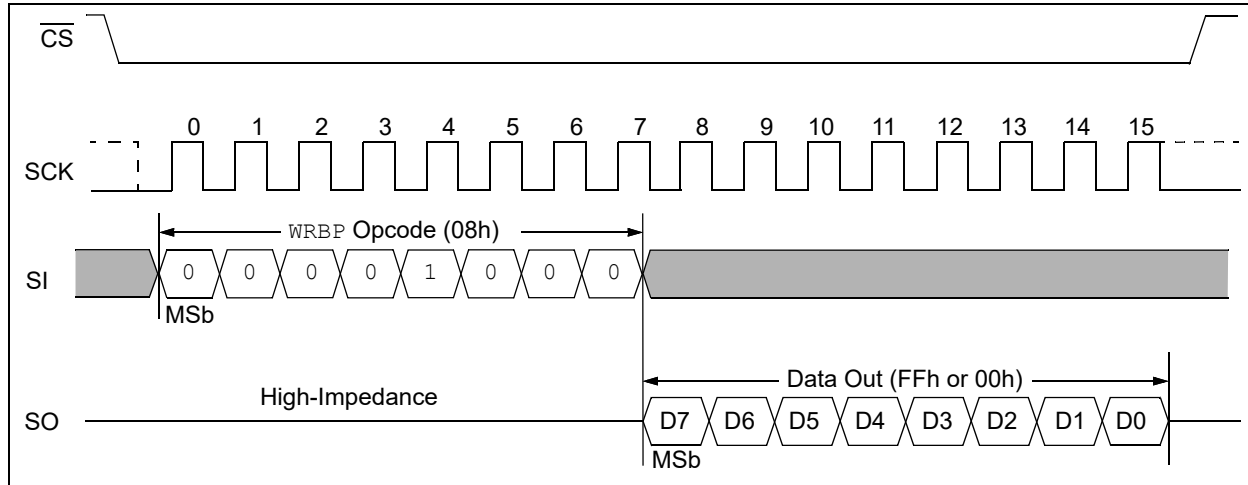 CS
0 1 2 3 4 5 6 7 8 9 10 11 12 13 14 15
SCK
WRBP Opcode (08h)
SI 0 0 0 0 1 0 0 0
MSb
Data Out (FFh or 00h)
High-Impedance
SO D7 D6 D5 D4 D3 D2 D1 D0
MSb